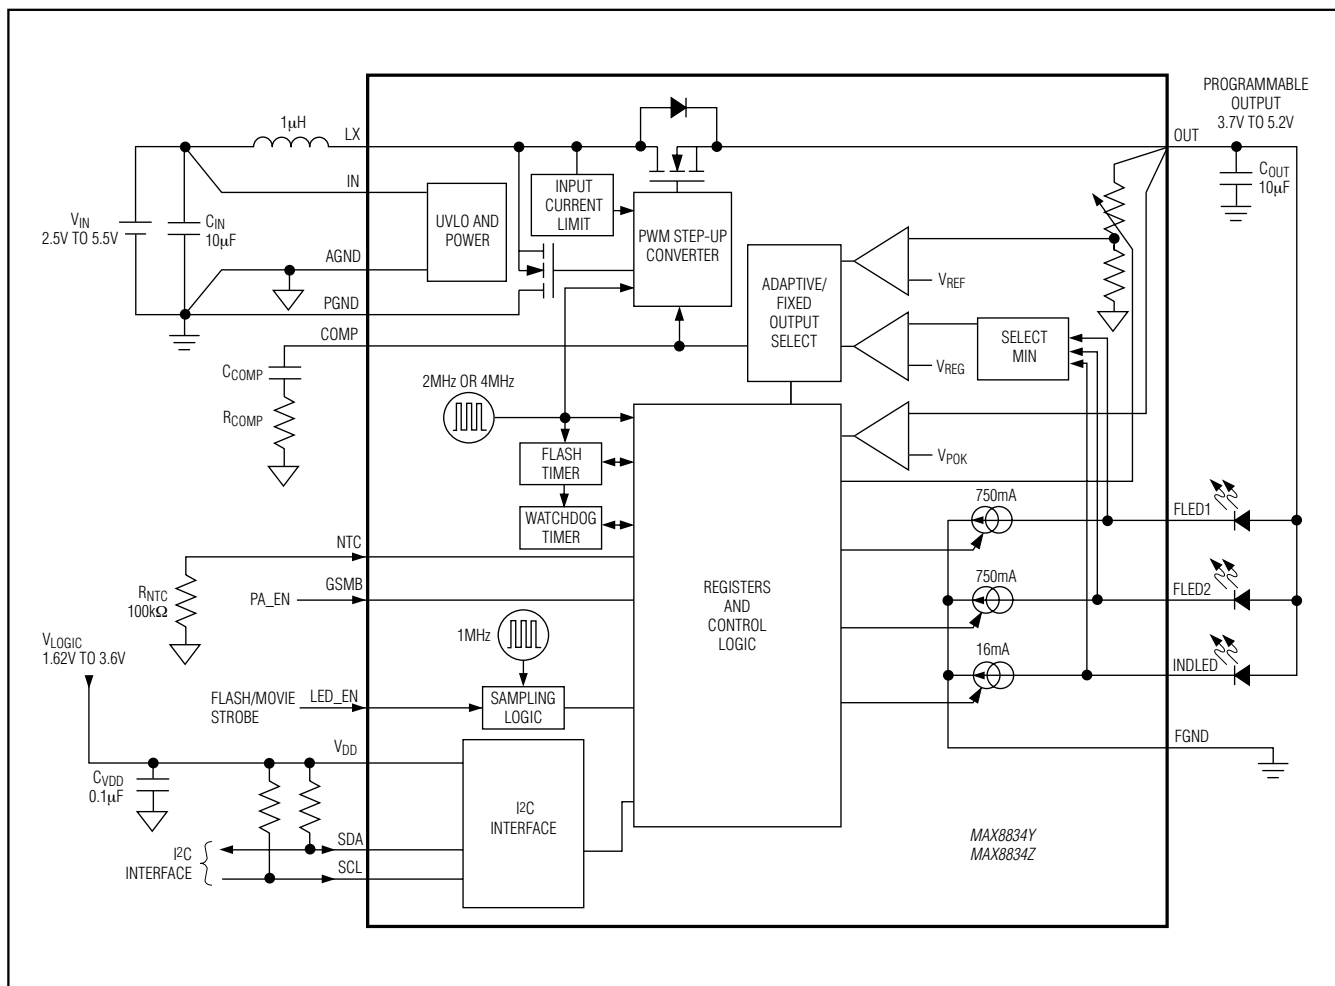 PROGRAMMABLE
OUTPUT
3.7V TO 5.2V
1µH
LX
OUT
IN
INPUT
CURRENT
LIMIT
COUT
10µF
UVLO AND
POWER
VIN
2.5V TO 5.5V
CIN
10µF
PWM STEP-UP
CONVERTER
AGND
ADAPTIVE/
FIXED
OUTPUT
SELECT
VREF
PGND
COMP
SELECT
MIN
VREG
CCOMP
2MHz OR 4MHz
RCOMP
FLASH
TIMER
VPOK
WATCHDOG
TIMER
750mA
FLED1
NTC
RNTC
100kΩ
GSMB
PA_EN
REGISTERS
AND
CONTROL
LOGIC
750mA
FLED2
1MHz
VLOGIC
1.62V TO 3.6V
16mA
INDLED
FLASH/MOVIE
STROBE
LED_EN
SAMPLING
LOGIC
VDD
FGND
CVDD
0.1µF
I2C
INTERFACE
SDA
SCL
I2C
INTERFACE
MAX8834Y
MAX8834Z